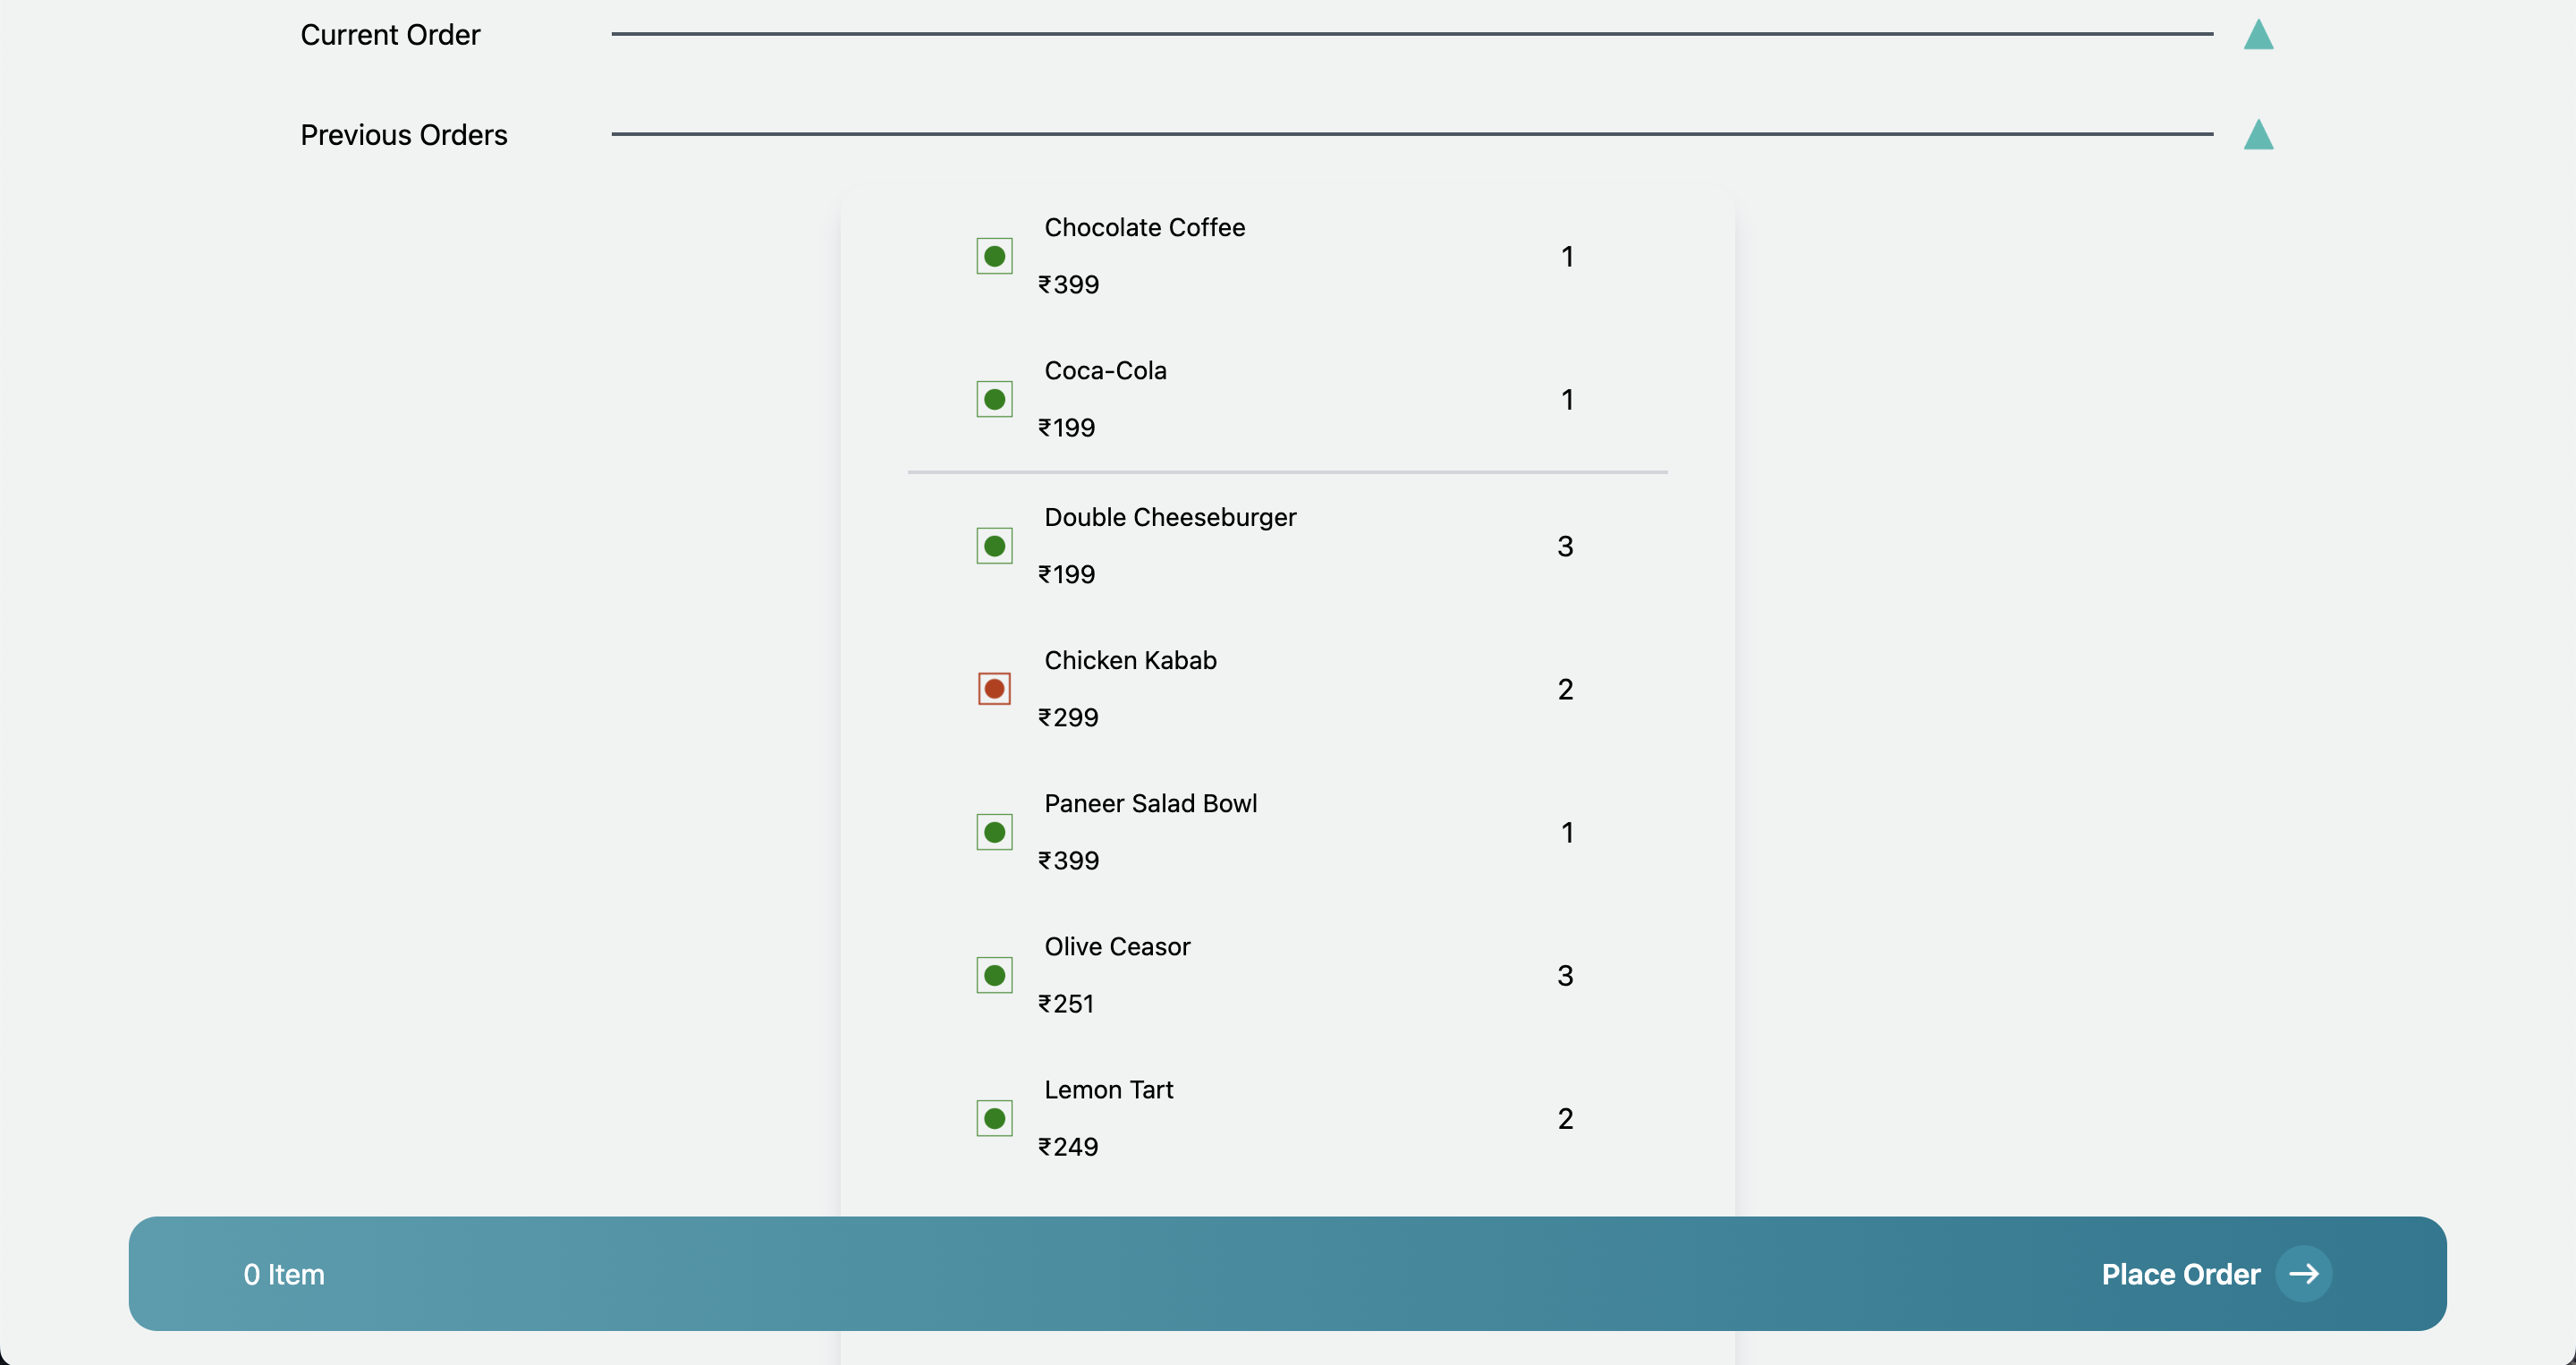 Current Order
Previous Orders
Chocolate Coffee
1
₹399
Coca-Cola
1
₹199
Double Cheeseburger
3
₹199
Chicken Kabab
2
₹299
Paneer Salad Bowl
1
₹399
Olive Ceasor
3
₹251
Lemon Tart
2
₹249
0 Item
Place Order